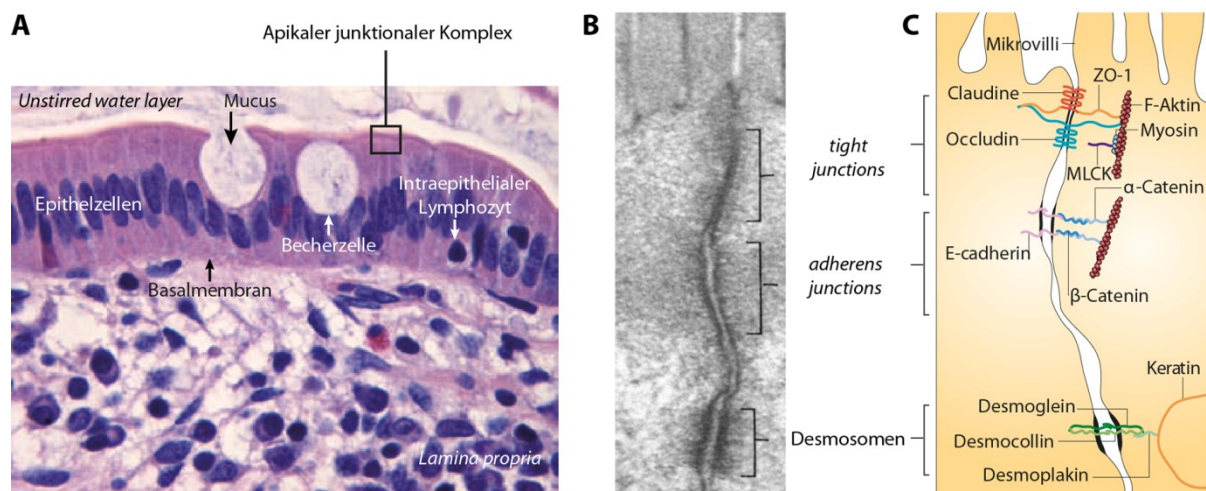 A
Apikaler junktionaler Komplex
Unstirred water layer
Mucus
Epithelzellen
Intraepithelialer
Lymphozyt
Becherzelle
Basalmembran
Lamina propria
B
tight
junctions
adherens
junctions
Desmosomen
C
Mikrovilli
ZO-1
Claudine
F-Aktin
Myosin
Occludin
MLCK
α-Catenin
E-cadherin
β-Catenin
Keratin
Desmoglein
Desmocollin
Desmoplakin